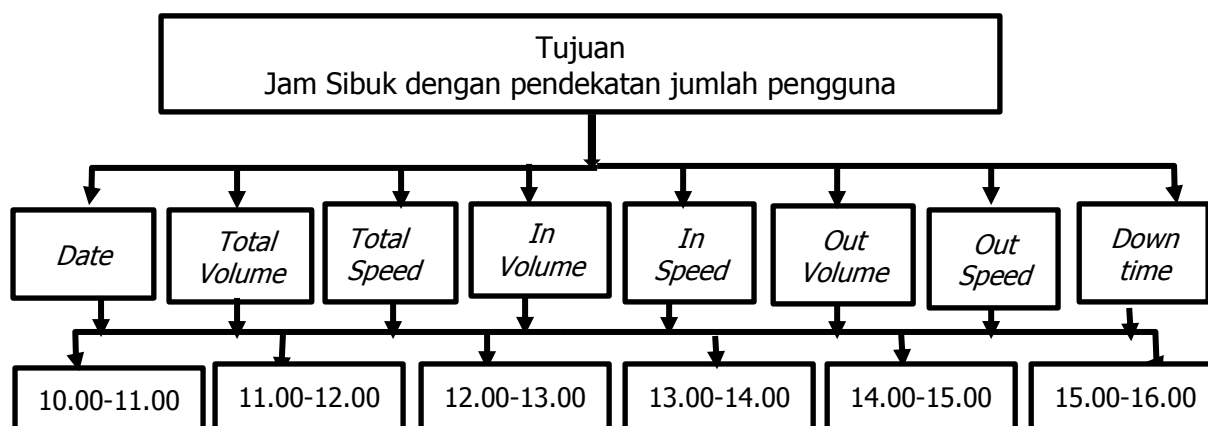 Tujuan
Jam Sibuk dengan pendekatan jumlah pengguna
Date
Total
Volume
Total
Speed
In
Volume
In
Speed
Out
Volume
Out
Speed
Down
time
10.00-11.00
11.00-12.00
12.00-13.00
13.00-14.00
14.00-15.00
15.00-16.00